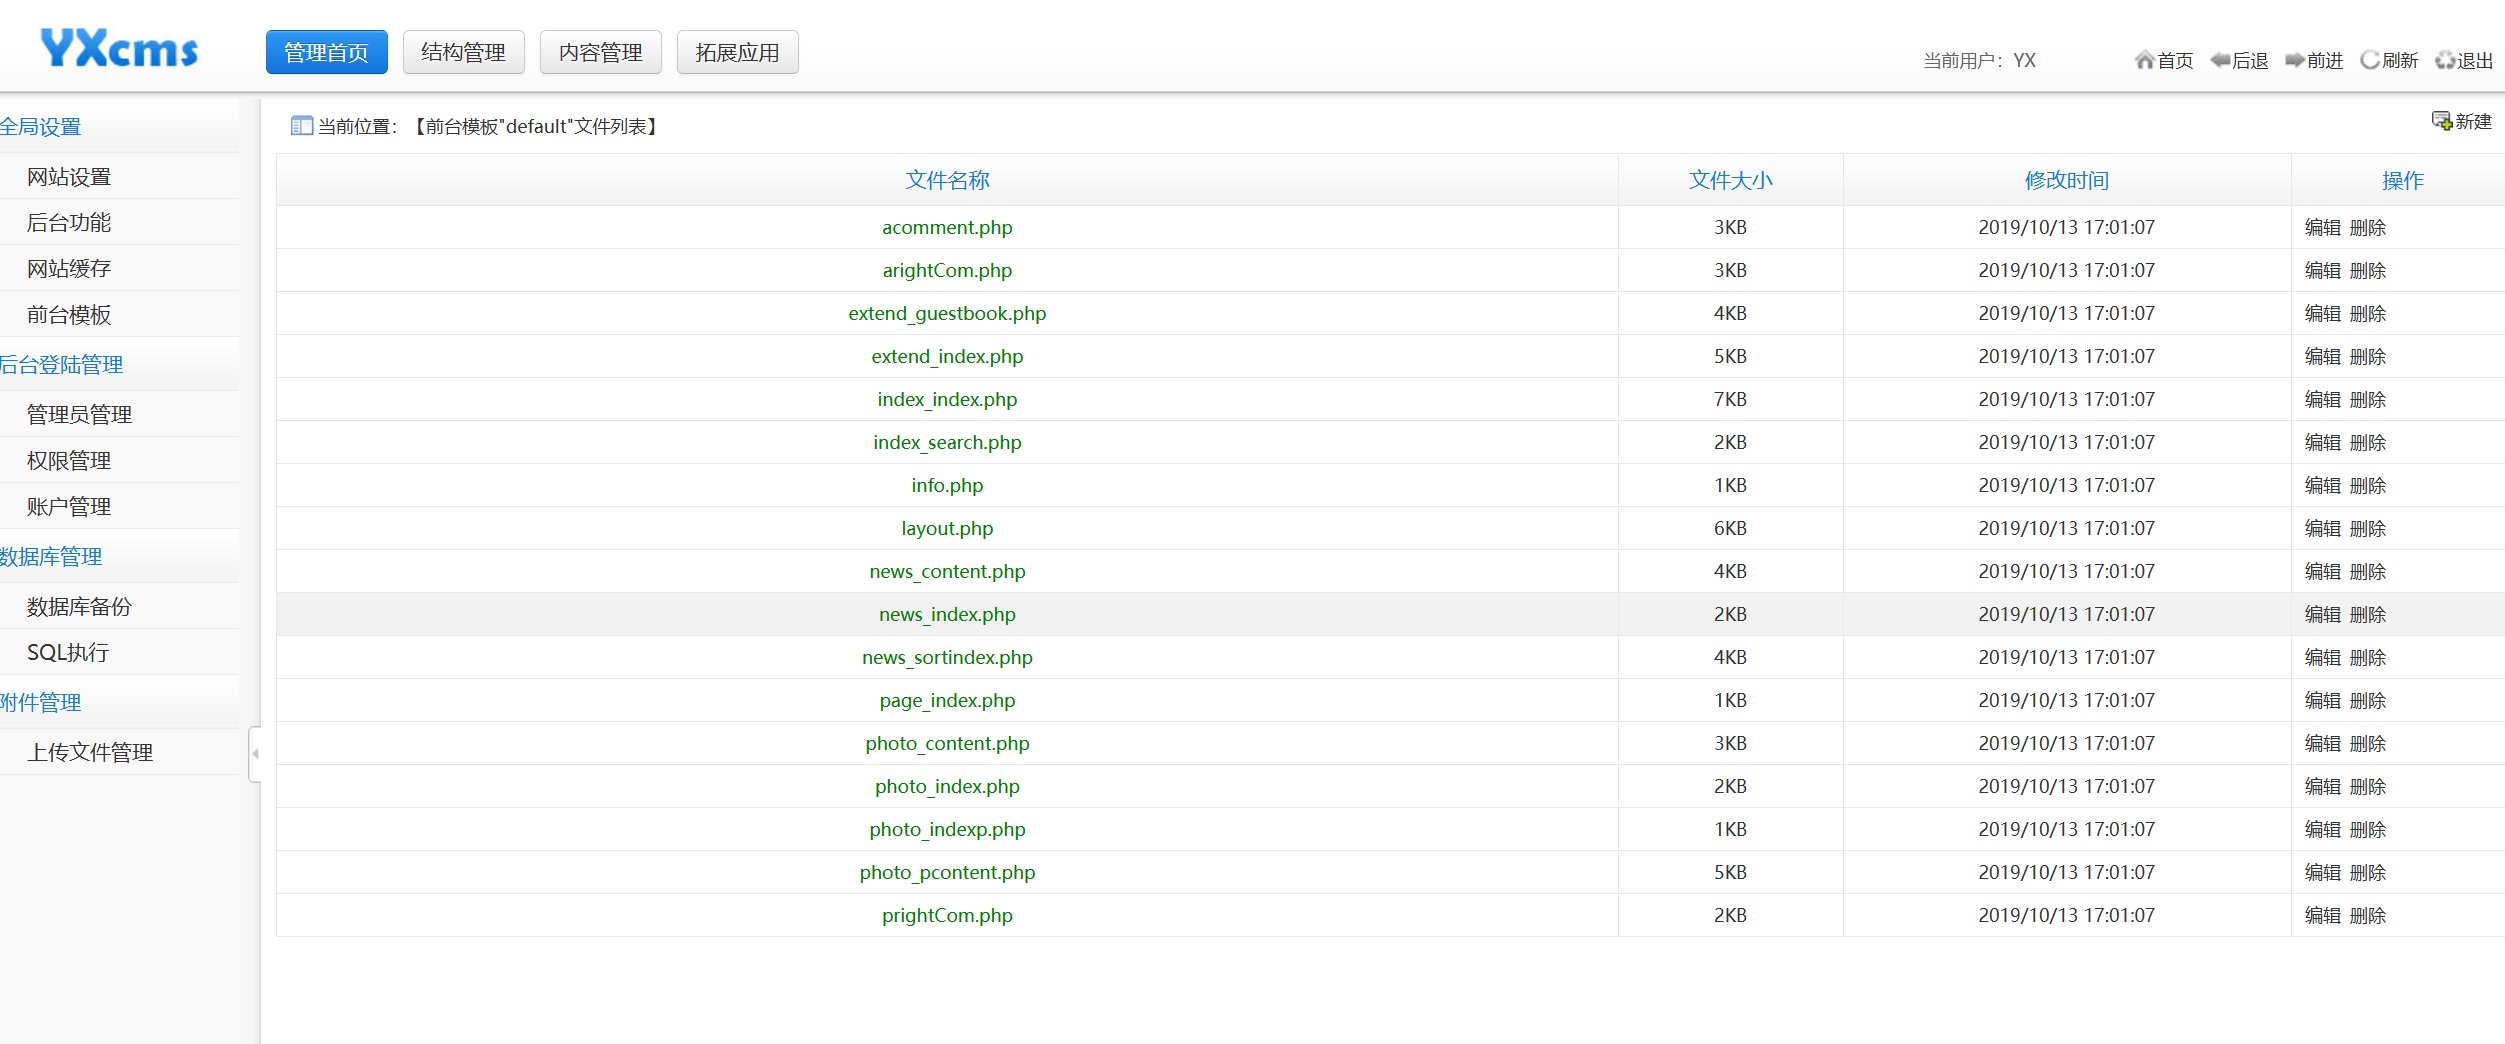 YXcms
管理首页 结构管理 内容管理 拓展应用
当前用户：YX 首页 后退 前进 刷新 退出
全局设置
网站设置
后台功能
网站缓存
前台模板
后台登陆管理
管理员管理
权限管理
账户管理
数据库管理
数据库备份
SQL执行
附件管理
上传文件管理
当前位置：【前台模板"default"文件列表】 新建
文件名称 文件大小 修改时间 操作
acomment.php 3KB 2019/10/13 17:01:07 编辑 删除
arightCom.php 3KB 2019/10/13 17:01:07 编辑 删除
extend_guestbook.php 4KB 2019/10/13 17:01:07 编辑 删除
extend_index.php 5KB 2019/10/13 17:01:07 编辑 删除
index_index.php 7KB 2019/10/13 17:01:07 编辑 删除
index_search.php 2KB 2019/10/13 17:01:07 编辑 删除
info.php 1KB 2019/10/13 17:01:07 编辑 删除
layout.php 6KB 2019/10/13 17:01:07 编辑 删除
news_content.php 4KB 2019/10/13 17:01:07 编辑 删除
news_index.php 2KB 2019/10/13 17:01:07 编辑 删除
news_sortindex.php 4KB 2019/10/13 17:01:07 编辑 删除
page_index.php 1KB 2019/10/13 17:01:07 编辑 删除
photo_content.php 3KB 2019/10/13 17:01:07 编辑 删除
photo_index.php 2KB 2019/10/13 17:01:07 编辑 删除
photo_indexp.php 1KB 2019/10/13 17:01:07 编辑 删除
photo_pcontent.php 5KB 2019/10/13 17:01:07 编辑 删除
prightCom.php 2KB 2019/10/13 17:01:07 编辑 删除